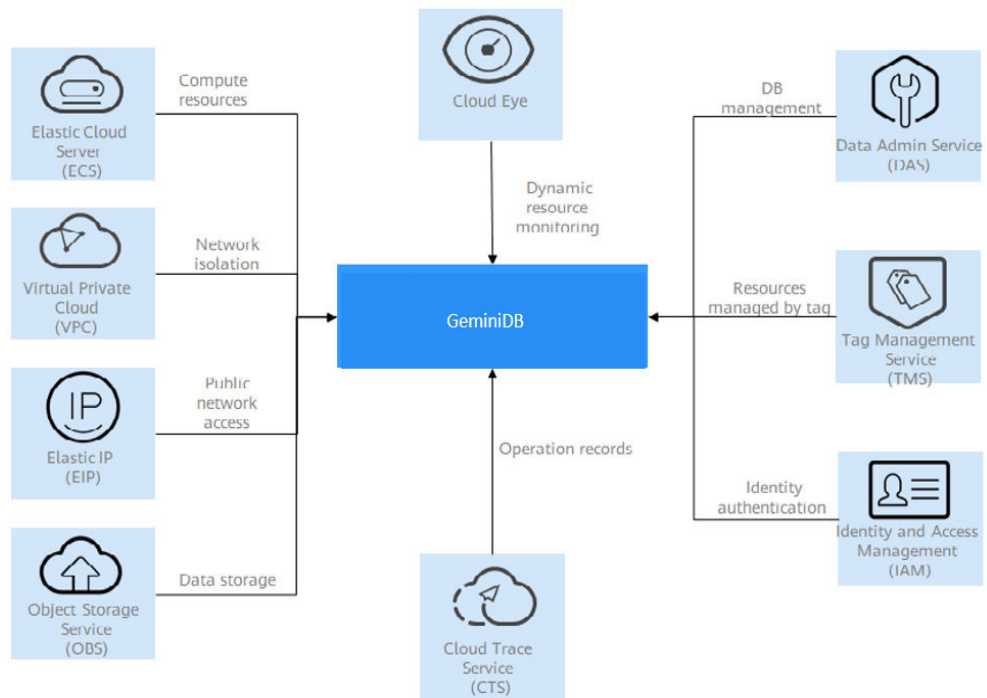 Cloud Eye
Elastic Cloud
Server
(ECS)
Compute
resources
Virtual Private
Cloud
(VPC)
Network
isolation
IP
Elastic IP
(EIP)
Public
network
access
Object Storage
Service
(OBS)
Data storage
Dynamic
resource
monitoring
GeminiDB
Operation records
Cloud Trace
Service
(CTS)
DB
management
Data Admin Service
(DAS)
Resources
managed by tag
Tag Management
Service
(TMS)
Identity
authentication
Identity and Access
Management
(IAM)